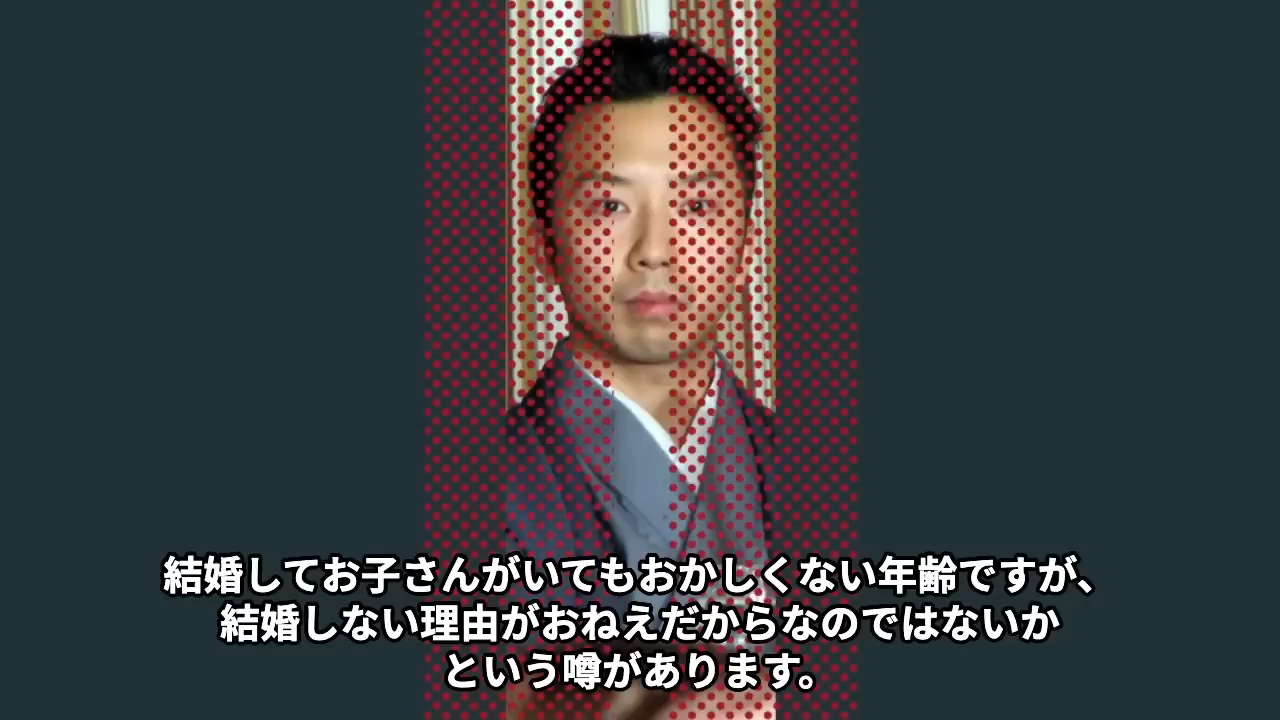 結婚してお子さんがいてもおかしくない年齢ですが、
結婚しない理由がおねえだからなのではないか
という噂があります。